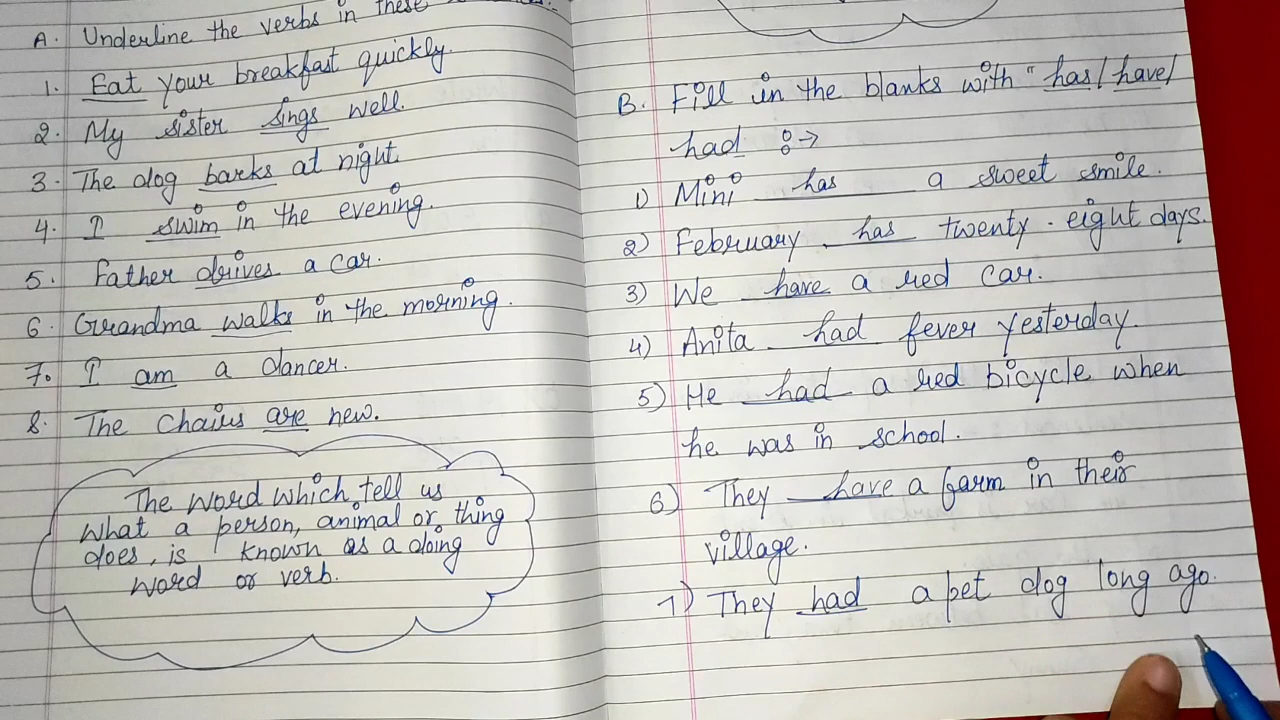 A. Underline the verbs in these
1. Eat your breakfast quickly.
2. My sister sings well.
3. The dog barks at night
4. I swim in the evening.
5. Father drives a car.
6. Grandma walks in the morning.
7. I am a dancer.
8. The chairs are new.
The word which tell us
what a person, animal or thing
does, is known as a doing
word or verb.
B. Fill in the blanks with "has/have/
had :→
1) Mini has a sweet smile.
2) February has twenty-eight days.
3) We have a red car.
4) Anita had fever yesterday.
5) He had a red bicycle when
he was in school.
6) They have a farm in their
village.
7) They had a pet dog long ago.